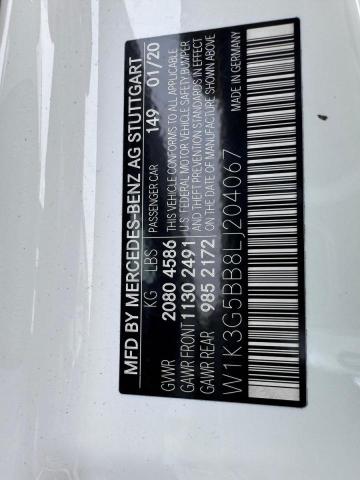 MFD BY MERCEDES-BENZ AG STUTTGART
KG LBS PASSENGER CAR 149 01/20
GVWR 2080 4586 THIS VEHICLE CONFORMS TO ALL APPLICABLE
GAWR FRONT 1130 2491 U.S. FEDERAL MOTOR VEHICLE SAFETY BUMPER
GAWR REAR 985 2172 AND THEFT PREVENTION STANDARDS IN EFFECT
ON THE DATE OF MANUFACTURE SHOWN ABOVE
W1K3G5BB8LJ204067 MADE IN GERMANY